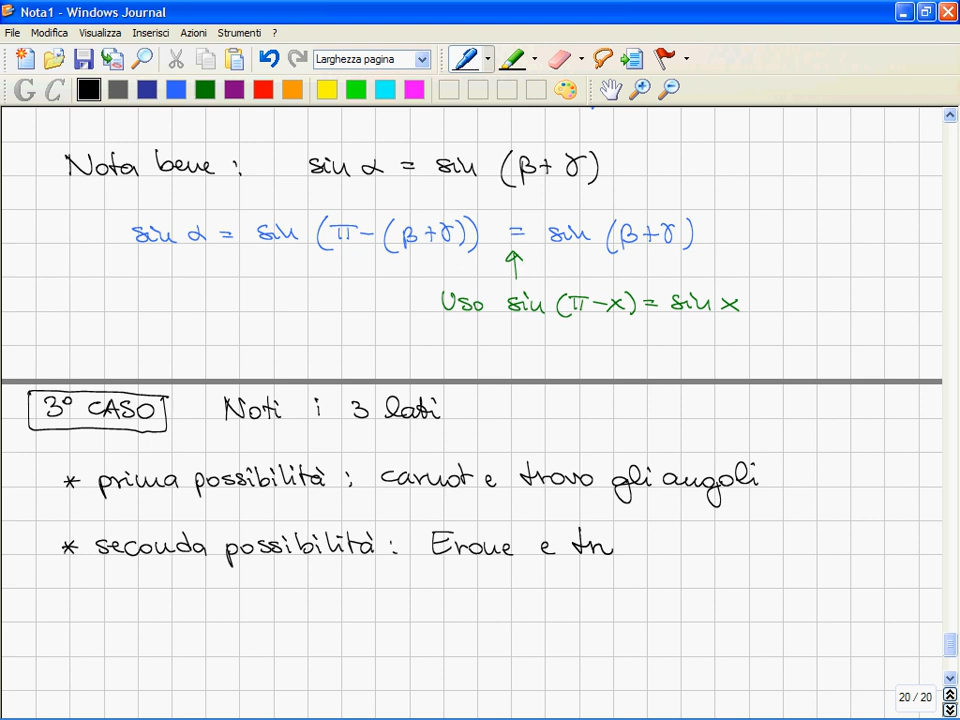 Nota1 - Windows Journal
File Modifica Visualizza Inserisci Azioni Strumenti ?
Larghezza pagina
G C
Nota bene : sin α = sin (β+γ)
sin α = sin (π-(β+γ)) = sin (β+γ)
Uso sin (π-x) = sin x
3° CASO Noti i 3 lati
* prima possibilità : carnot e trovo gli angoli
* seconda possibilità : Erone e tr
20 / 20